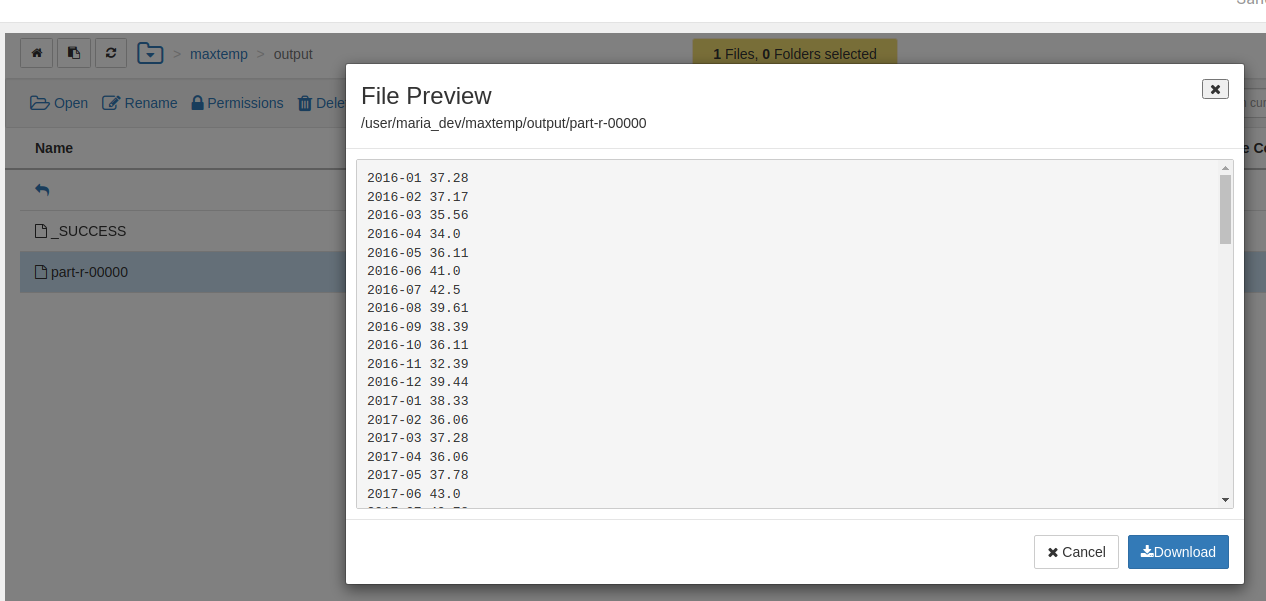 > maxtemp > output
1 Files, 0 Folders selected
Open Rename Permissions
File Preview
/user/maria_dev/maxtemp/output/part-r-00000
Name
_SUCCESS
part-r-00000
2016-01 37.28
2016-02 37.17
2016-03 35.56
2016-04 34.0
2016-05 36.11
2016-06 41.0
2016-07 42.5
2016-08 39.61
2016-09 38.39
2016-10 36.11
2016-11 32.39
2016-12 39.44
2017-01 38.33
2017-02 36.06
2017-03 37.28
2017-04 36.06
2017-05 37.78
2017-06 43.0
Cancel Download